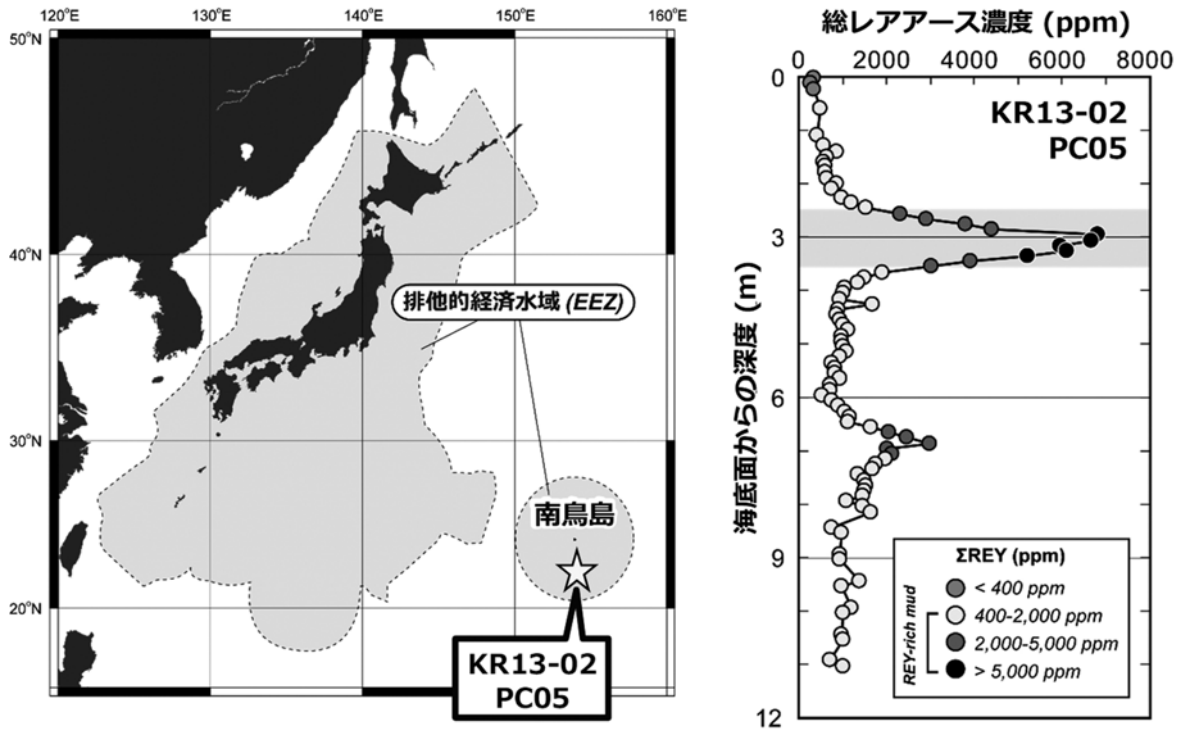 120°E
130°E
140°E
150°E
160°E
50°N
40°N
30°N
20°N
排他的経済水域 (EEZ)
南鳥島
KR13-02
PC05
総レアアース濃度 (ppm)
0
2000
4000
6000
8000
KR13-02
PC05
海底面からの深度 (m)
0
3
6
9
12
ΣREY (ppm)
REY-rich mud
< 400 ppm
400-2,000 ppm
2,000-5,000 ppm
> 5,000 ppm